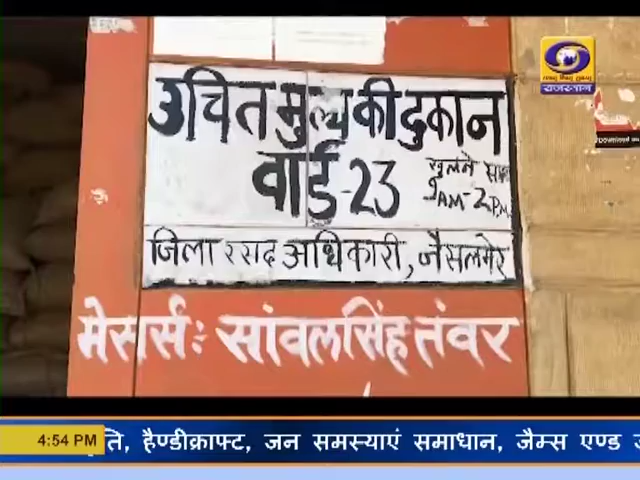 राजस्थान
उचित मुल्य की दुकान
वार्ड-23
खुलने
9AM-2P.M.
जिला रसद अधिकारी, जैसलमेर
मेसर्स: सांवलसिंह तंवर
4:54 PM
हैण्डीक्राफ्ट, जन समस्याएं समाधान, जैम्स एण्ड